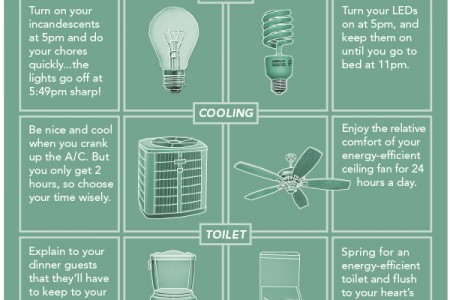 Turn on your
incandescents
at 5pm and do
your chores
quickly...the
lights go off at
5:49pm sharp!
Turn your LEDs
on at 5pm, and
keep them on
until you go to
bed at 11pm.
COOLING
Be nice and cool
when you crank
up the A/C. But
you only get 2
hours, so choose
your time wisely.
Enjoy the relative
comfort of your
energy-efficient
ceiling fan for 24
hours a day.
TOILET
Explain to your
dinner guests
that they'll have
to keep to your
Spring for an
energy-efficient
toilet and flush
to your heart's